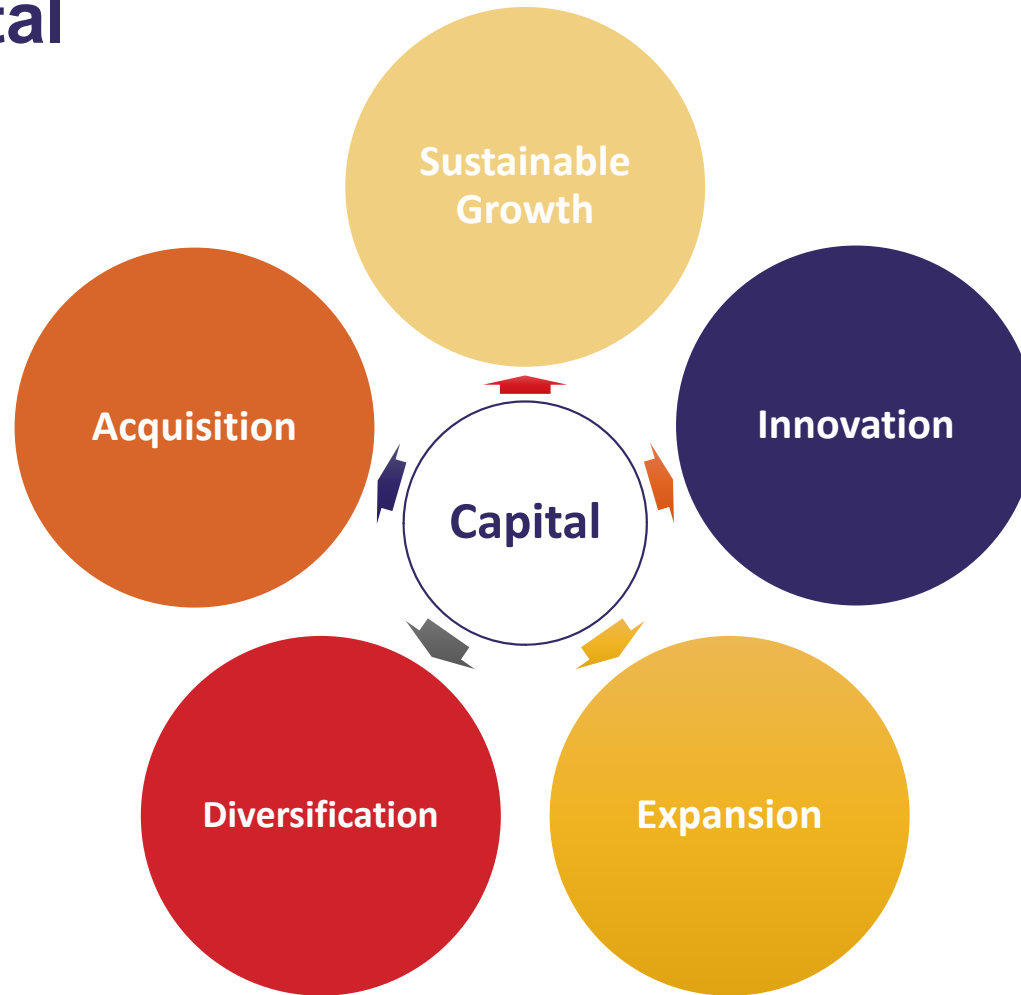 tal
Sustainable
Growth
Acquisition
Innovation
Capital
Diversification
Expansion